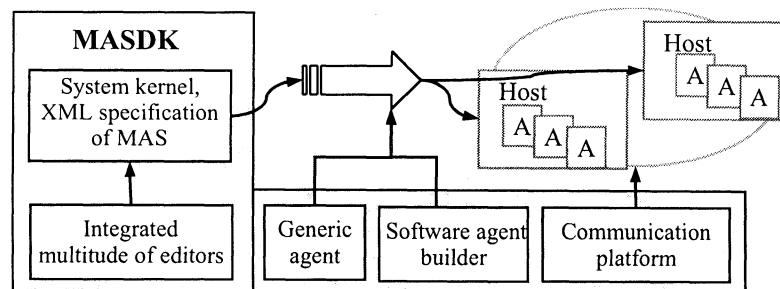 MASDK
System kernel,
XML specification
of MAS
Integrated
multitude of editors
Generic
agent
Software agent
builder
Communication
platform
Host
A
A
A
Host
A
A
A